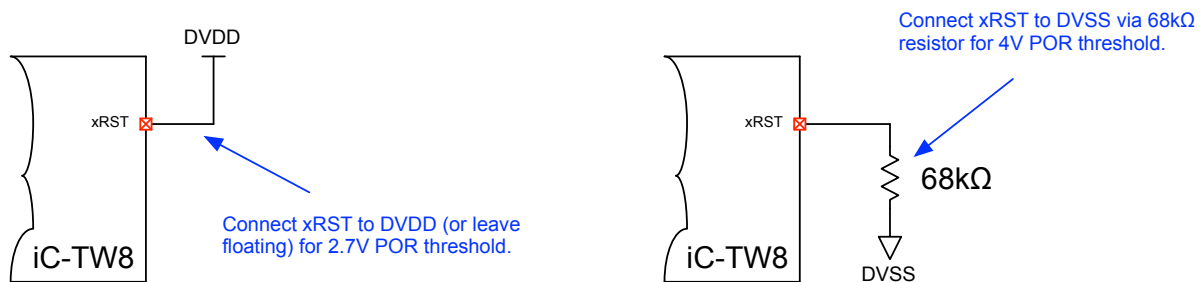 DVDD
xRST
Connect xRST to DVDD (or leave
floating) for 2.7V POR threshold.
iC-TW8
Connect xRST to DVSS via 68kΩ
resistor for 4V POR threshold.
xRST
68kΩ
iC-TW8
DVSS